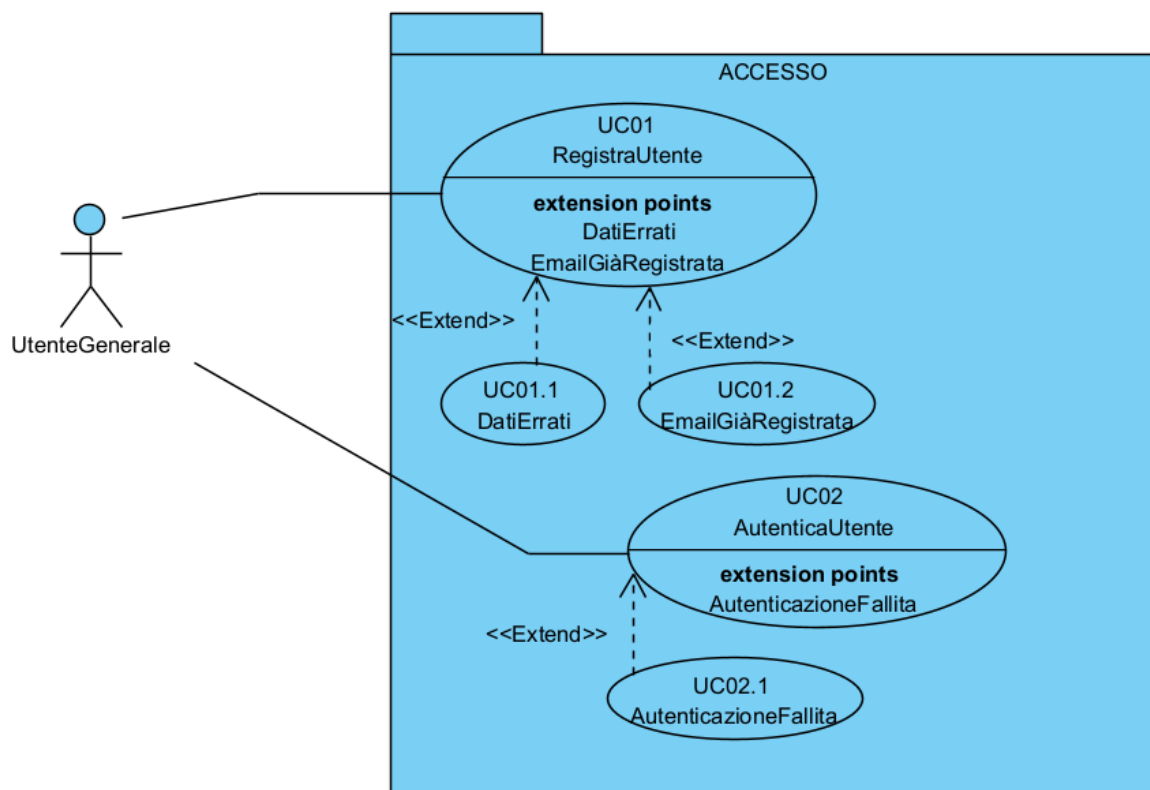 ACCESSO
UC01
RegistraUtente
extension points
DatiErrati
EmailGiàRegistrata
<<Extend>>
<<Extend>>
UtenteGenerale
UC01.1
DatiErrati
UC01.2
EmailGiàRegistrata
UC02
AutenticaUtente
extension points
AutenticazioneFallita
<<Extend>>
UC02.1
AutenticazioneFallita